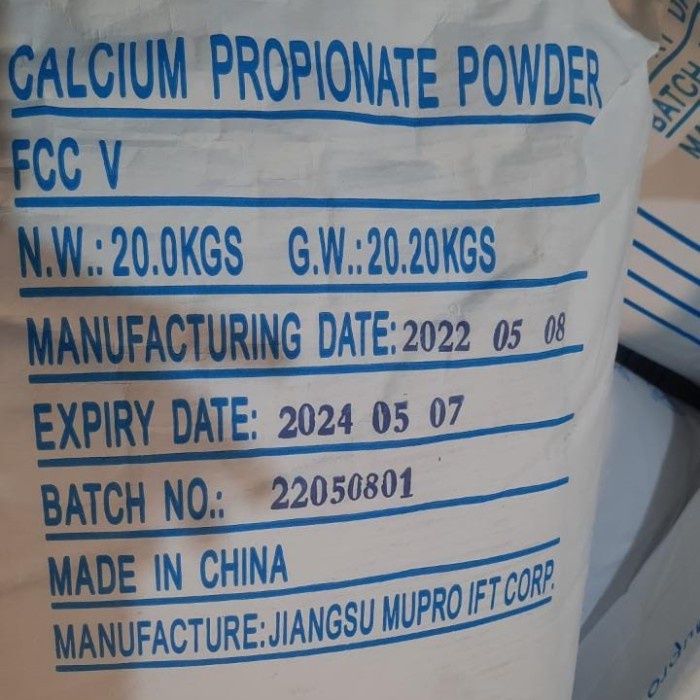 CALCIUM PROPIONATE POWDER
FCC V
N.W.: 20.0KGS G.W.:20.20KGS
MANUFACTURING DATE: 2022 05 08
EXPIRY DATE: 2024 05 07
BATCH NO.: 22050801
MADE IN CHINA
MANUFACTURE:JIANGSU MUPRO IFT CORP.
BATCH